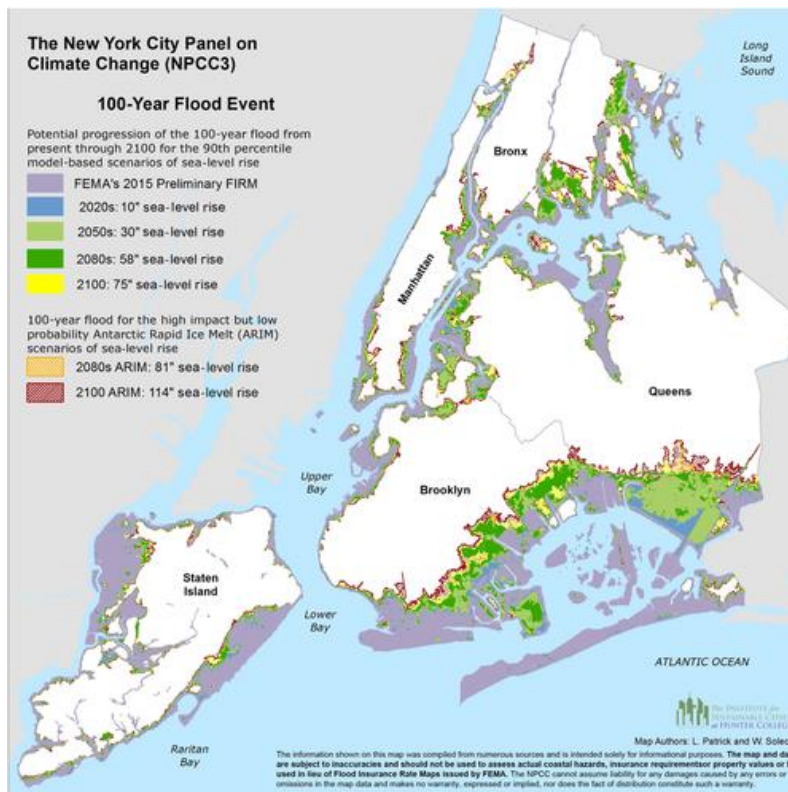 The New York City Panel on
Climate Change (NPCC3)
100-Year Flood Event
Potential progression of the 100-year flood from
present through 2100 for the 90th percentile
model-based scenarios of sea-level rise
FEMA's 2015 Preliminary FIRM
2020s: 10" sea-level rise
2050s: 30" sea-level rise
2080s: 58" sea-level rise
2100: 75" sea-level rise
100-year flood for the high impact but low
probability Antarctic Rapid Ice Melt (ARIM)
scenarios of sea-level rise
2080s ARIM: 81" sea-level rise
2100 ARIM: 114" sea-level rise
Long
Island
Sound
Bronx
Manhattan
Queens
Upper
Bay
Brooklyn
Staten
Island
Lower
Bay
ATLANTIC OCEAN
Raritan
Bay
The INSTITUTE for
SUSTAINABLE CITIES
at HUNTER COLLEGE
Map Authors: L. Patrick and W. Solec
The information shown on this map was compiled from numerous sources and is intended solely for informational purposes. The map and da
are subject to inaccuracies and should not be used to assess actual coastal hazards, insurance requirementsor property values or
used in lieu of Flood Insurance Rate Maps issued by FEMA. The NPCC cannot assume liability for any damages caused by any errors or
omissions in the map data and makes no warranty, expressed or implied, nor does the fact of distribution constitute such a warranty.